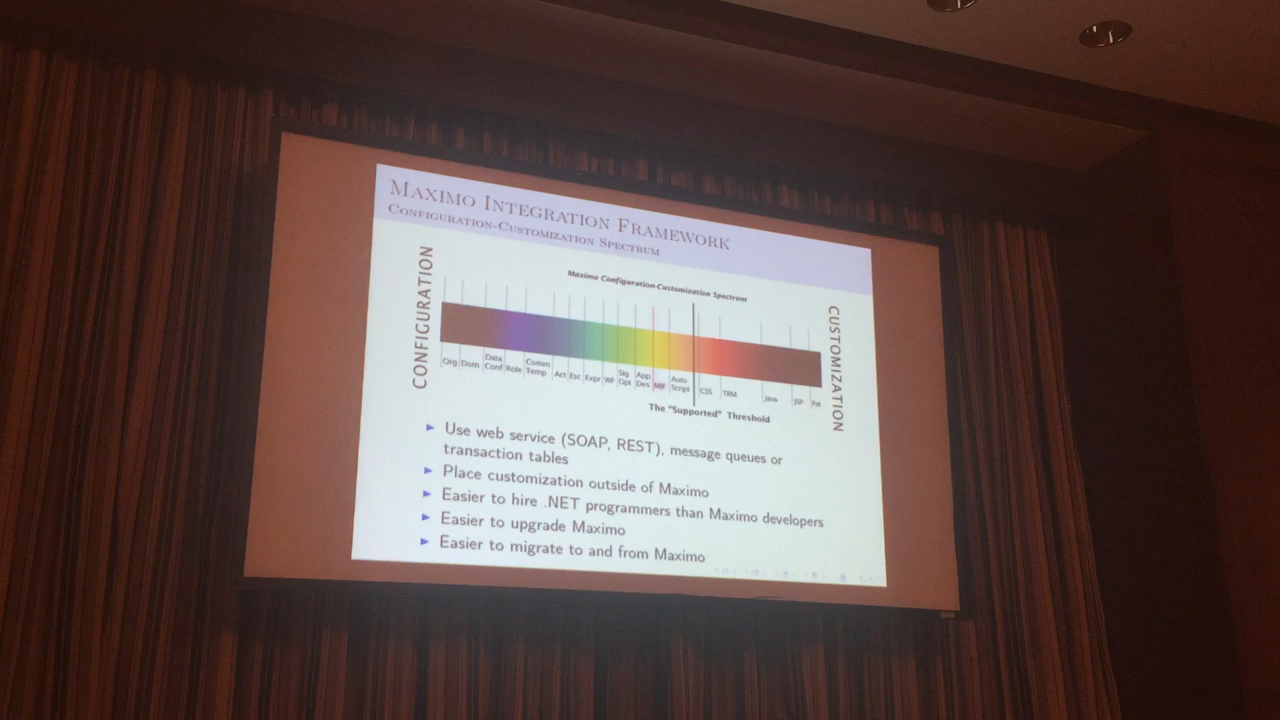 MAXIMO INTEGRATION FRAMEWORK
CONFIGURATION-CUSTOMIZATION SPECTRUM
Maximo Configuration-Customization Spectrum
CONFIGURATION
CUSTOMIZATION
Org Dom Data Conf Role Comm Temp Act Esc Expr WF Sig Opt App Des MIF Auto Script CSS TRM Java JSP
The "Supported" Threshold
▶ Use web service (SOAP, REST), message queues or
transaction tables
▶ Place customization outside of Maximo
▶ Easier to hire .NET programmers than Maximo developers
▶ Easier to upgrade Maximo
▶ Easier to migrate to and from Maximo